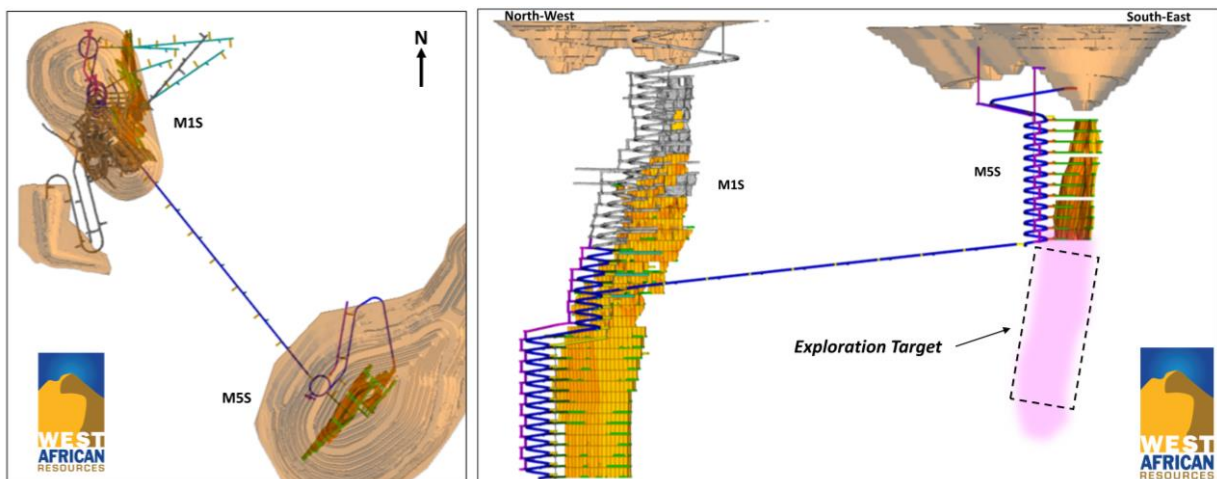 N
M1S
M5S
WEST
AFRICAN
RESOURCES
North-West
South-East
M1S
M5S
Exploration Target
WEST
AFRICAN
RESOURCES